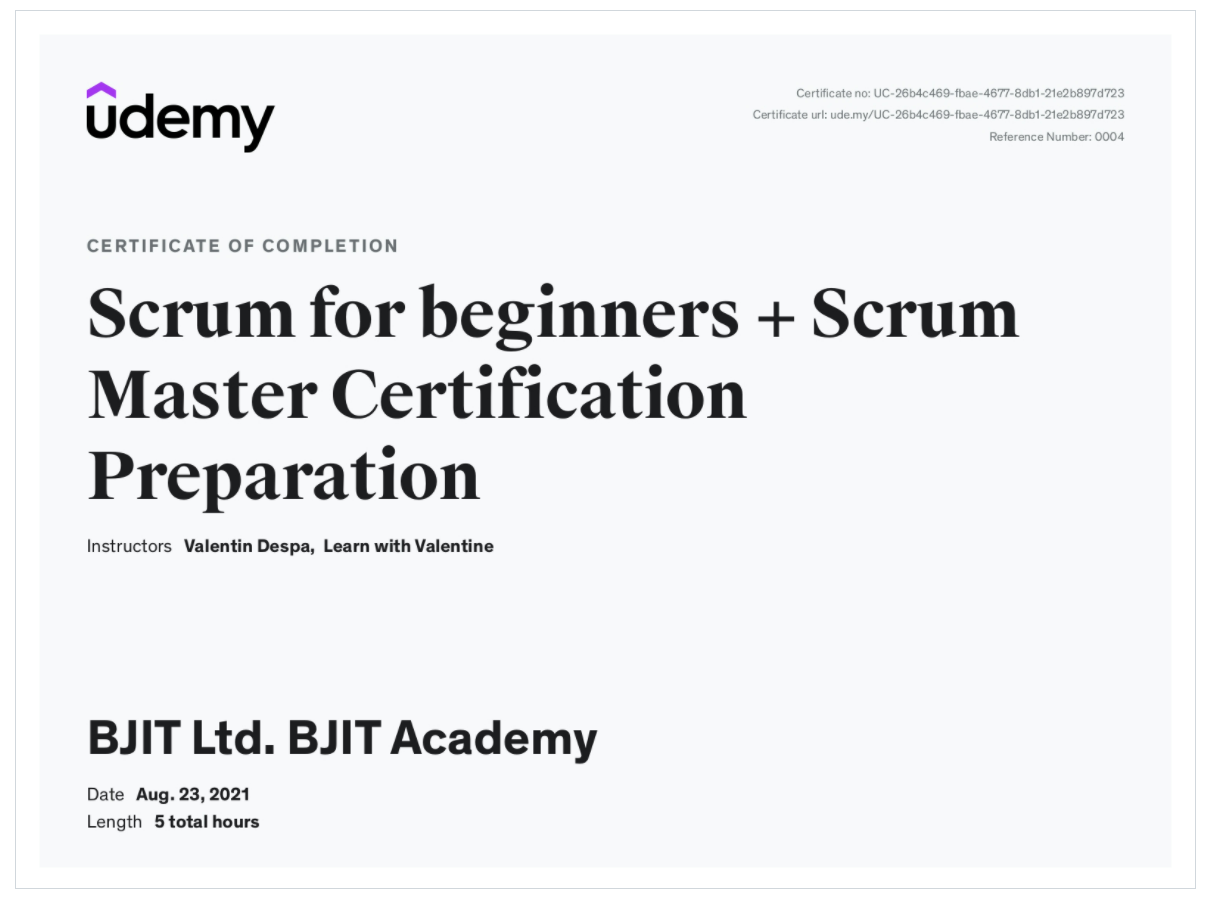 udemy
Certificate no: UC-26b4c469-fbae-4677-8db1-21e2b897d723
Certificate url: ude.my/UC-26b4c469-fbae-4677-8db1-21e2b897d723
Reference Number: 0004
CERTIFICATE OF COMPLETION
Scrum for beginners + Scrum
Master Certification
Preparation
Instructors Valentin Despa, Learn with Valentine
BJIT Ltd. BJIT Academy
Date Aug. 23, 2021
Length 5 total hours